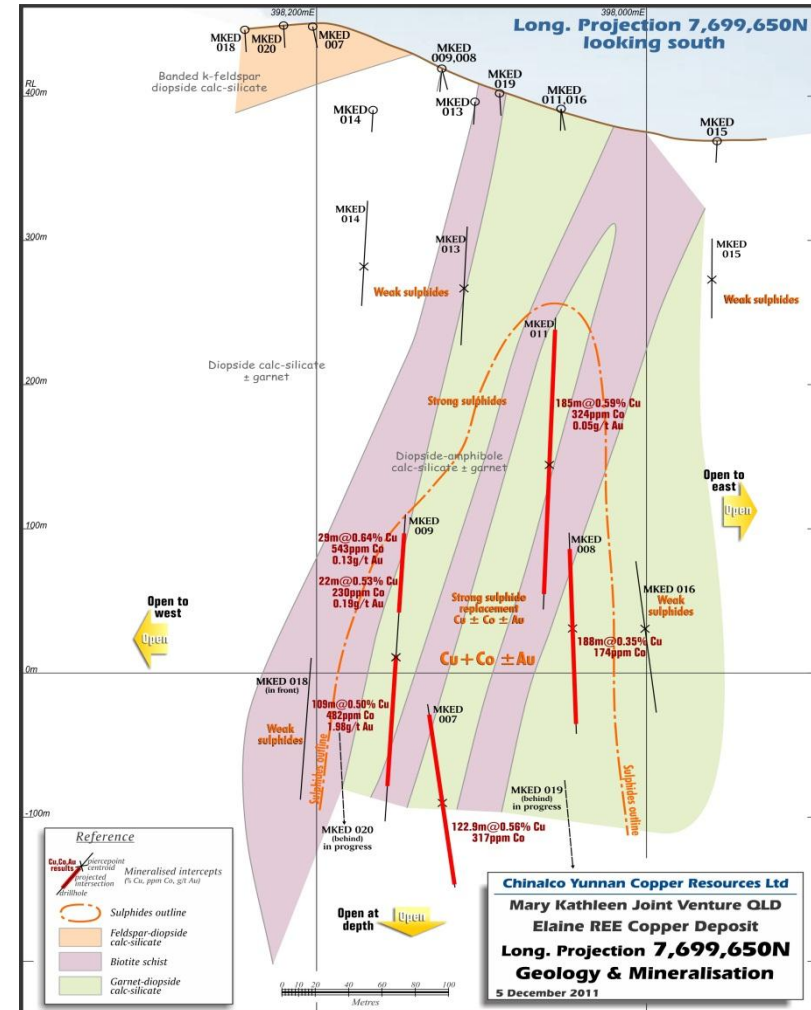 398,200mE
398,000mE
Long. Projection 7,699,650N
looking south
MKED
018
MKED
020
MKED
007
MKED
009,008
MKED
019
MKED
011,016
MKED
013
MKED
014
MKED
015
Banded k-feldspar
diopside calc-silicate
RL
400m
MKED
014
MKED
013
MKED
015
300m
Weak sulphides
Weak sulphides
MKED
011
200m
Diopside calc-silicate
± garnet
Strong sulphides
185m@0.59% Cu
324ppm Co
0.05g/t Au
Diopside-amphibole
calc-silicate ± garnet
Open to
east
Open
100m
MKED
009
29m@0.64% Cu
543ppm Co
0.13g/t Au
22m@0.53% Cu
230ppm Co
0.19g/t Au
MKED
008
Strong sulphide
replacement
Cu ± Co ± Au
MKED 016
Weak
sulphides
Open to
west
Open
188m@0.35% Cu
174ppm Co
Cu+Co ±Au
0m
MKED 018
(in front)
109m@0.50% Cu
482ppm Co
1.98g/t Au
MKED
007
Weak
sulphides
Sulphides outline
Sulphides outline
MKED 019
(behind)
in progress
-100m
MKED 020
(behind)
in progress
122.9m@0.56% Cu
317ppm Co
Open at
depth
Open
Reference
Cu,Co,Au
results
piercepoint
centroid
projected
intersection
drillhole
Mineralised intercepts
(% Cu, ppm Co, g/t Au)
Sulphides outline
Feldspar-diopside
calc-silicate
Biotite schist
Garnet-diopside
calc-silicate
0 10 20 40 60 80 100
Metres
Chinalco Yunnan Copper Resources Ltd
Mary Kathleen Joint Venture QLD
Elaine REE Copper Deposit
Long. Projection 7,699,650N
Geology & Mineralisation
5 December 2011